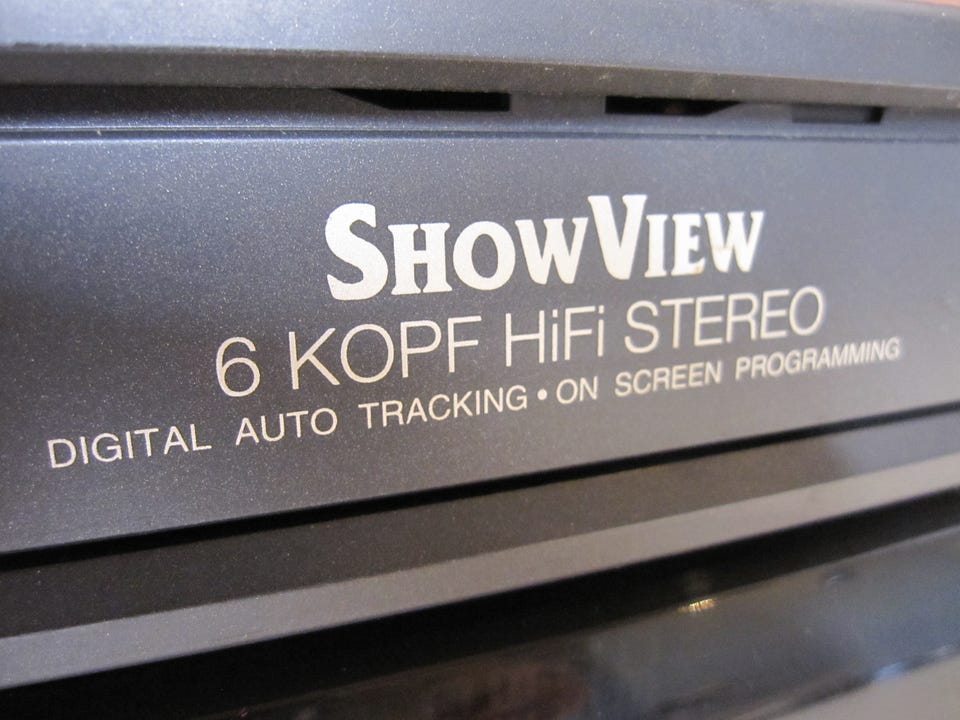 SHOWVIEW
6 KOPF HiFi STEREO
DIGITAL AUTO TRACKING • ON SCREEN PROGRAMMING